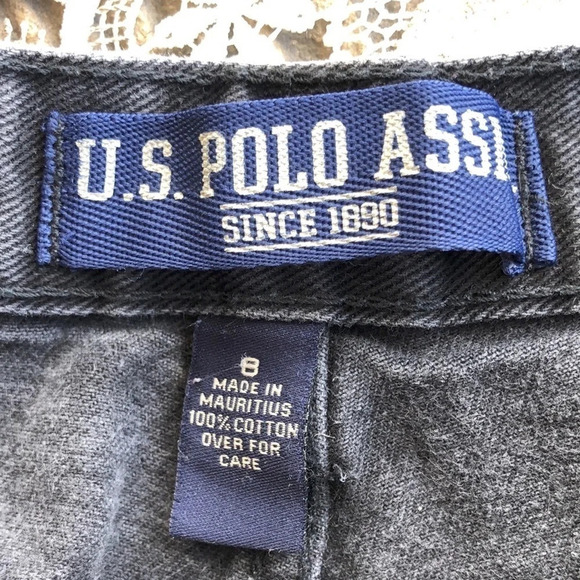 U.S. POLO ASSN.
SINCE 1890
8
MADE IN
MAURITIUS
100% COTTON
OVER FOR
CARE